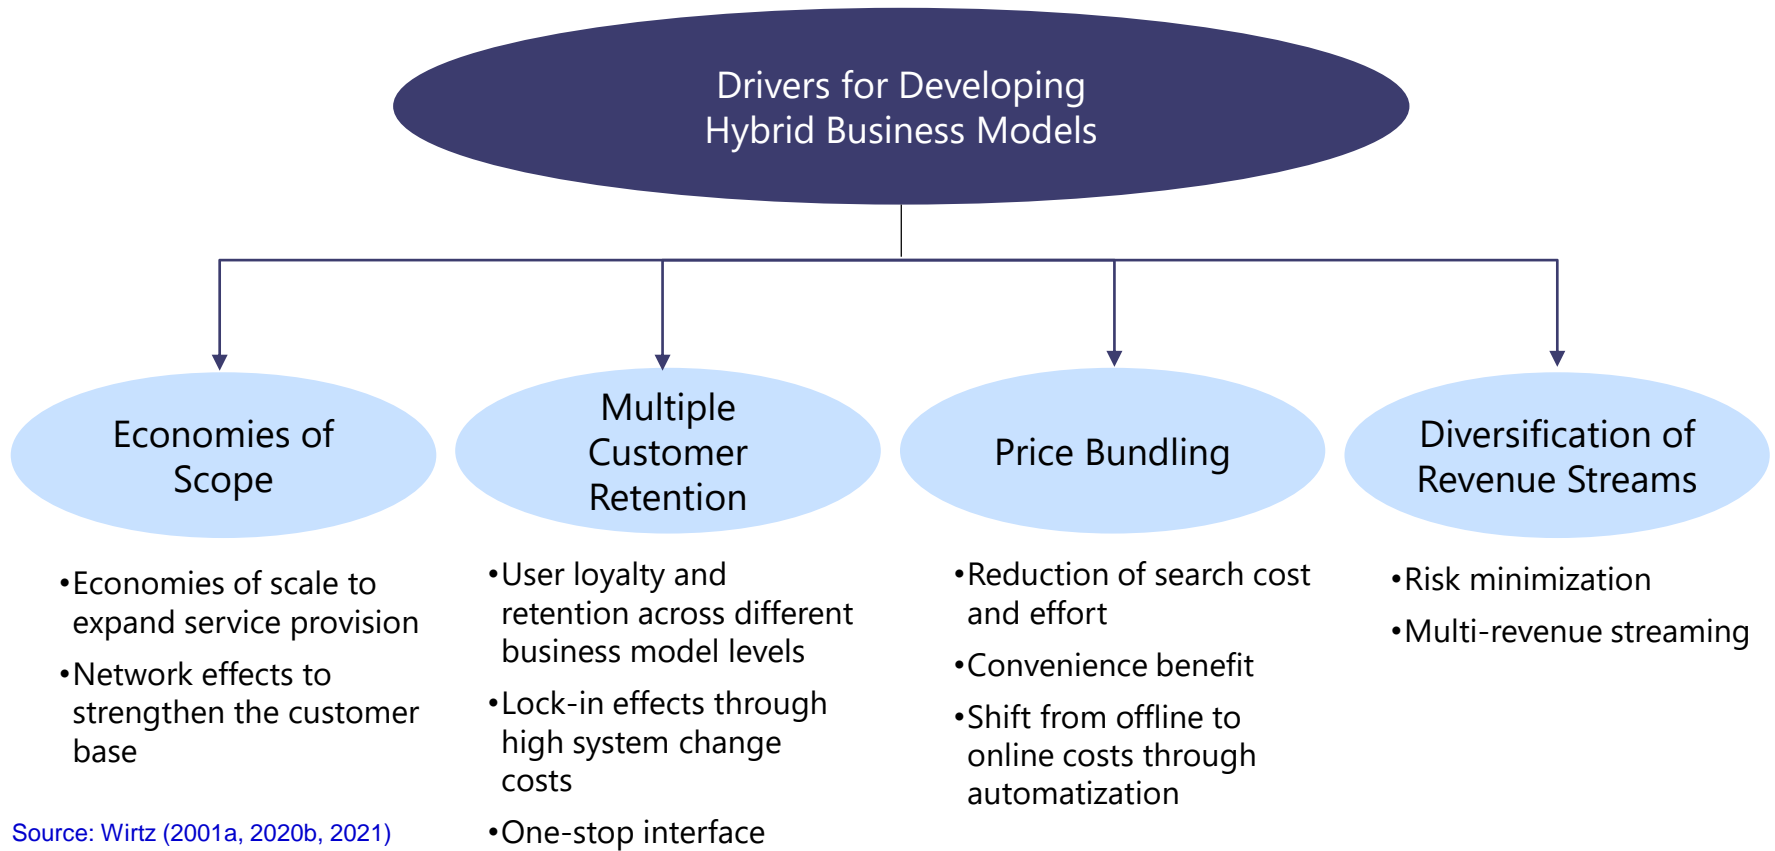 Drivers for Developing
Hybrid Business Models
Economies of
Scope
•Economies of scale to
expand service provision
•Network effects to
strengthen the customer
base
Multiple
Customer
Retention
•User loyalty and
retention across different
business model levels
•Lock-in effects through
high system change
costs
•One-stop interface
Price Bundling
•Reduction of search cost
and effort
•Convenience benefit
•Shift from offline to
online costs through
automatization
Diversification of
Revenue Streams
•Risk minimization
•Multi-revenue streaming
Source: Wirtz (2001a, 2020b, 2021)